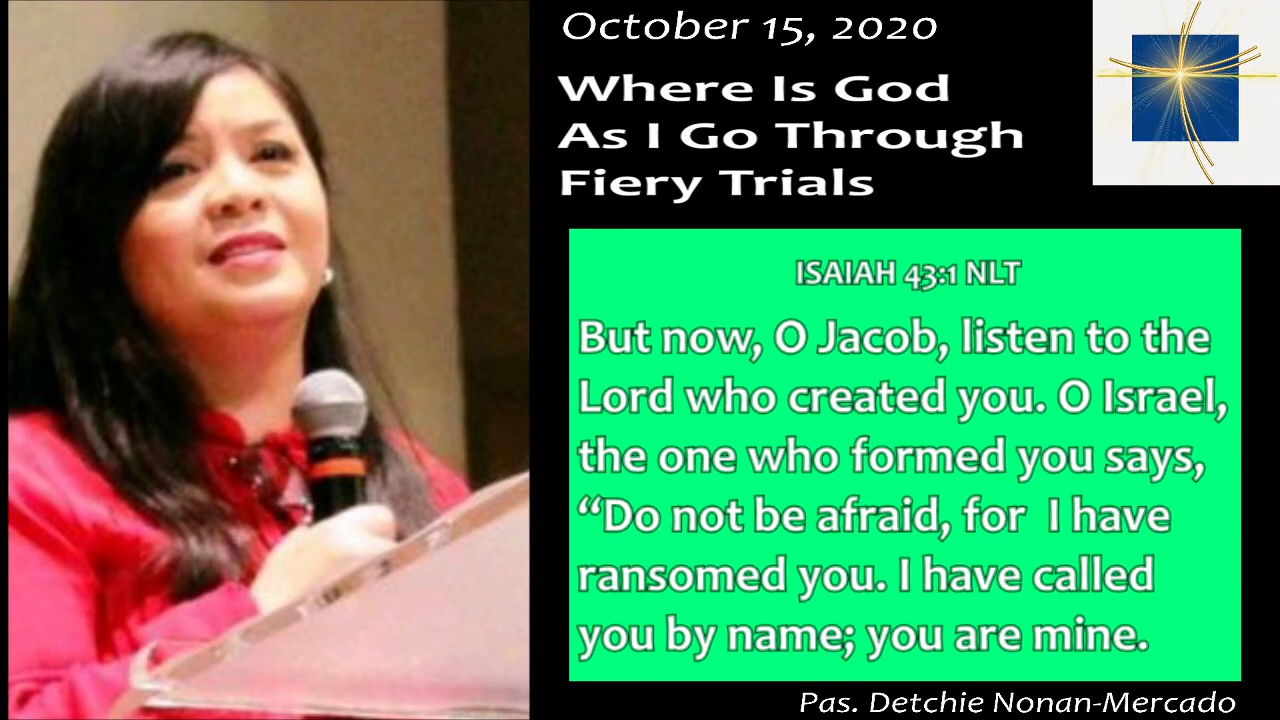 October 15, 2020
Where Is God
As I Go Through
Fiery Trials
ISAIAH 43:1 NLT
But now, O Jacob, listen to the
Lord who created you. O Israel,
the one who formed you says,
“Do not be afraid, for I have
ransomed you. I have called
you by name; you are mine.
Pas. Detchie Nonan-Mercado